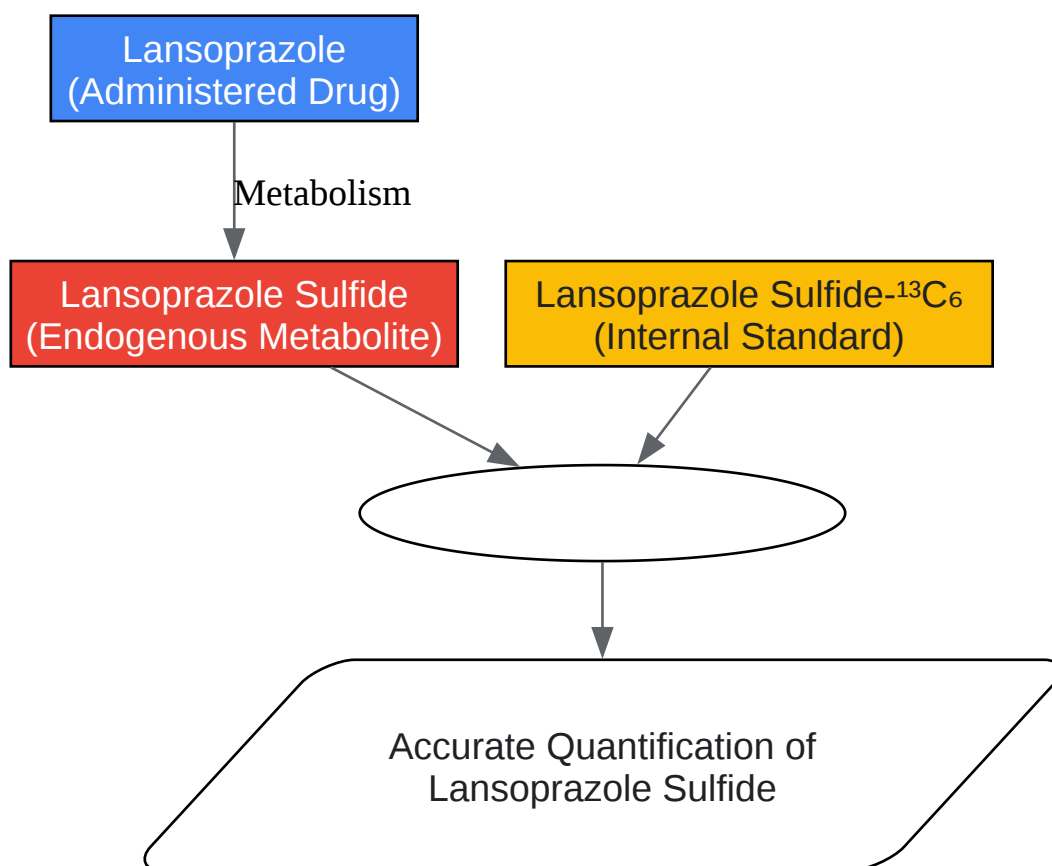 Lansoprazole
(Administered Drug)
Metabolism
Lansoprazole Sulfide
(Endogenous Metabolite)
Lansoprazole Sulfide-¹³C₆
(Internal Standard)
Accurate Quantification of
Lansoprazole Sulfide